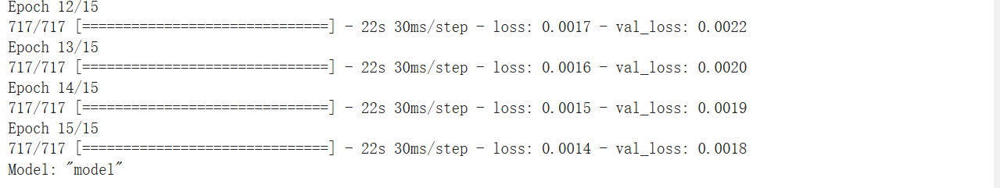 Epoch 12/15
717/717 [==============================] - 22s 30ms/step - loss: 0.0017 - val_loss: 0.0022
Epoch 13/15
717/717 [==============================] - 22s 30ms/step - loss: 0.0016 - val_loss: 0.0020
Epoch 14/15
717/717 [==============================] - 22s 30ms/step - loss: 0.0015 - val_loss: 0.0019
Epoch 15/15
717/717 [==============================] - 22s 30ms/step - loss: 0.0014 - val_loss: 0.0018
Model: "model"